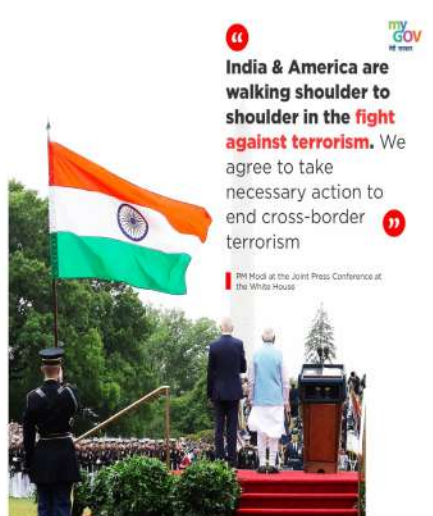 my
GOV
मेरी सरकार
India & America are
walking shoulder to
shoulder in the fight
against terrorism. We
agree to take
necessary action to
end cross-border
terrorism
PM Modi at the Joint Press Conference at
the White House